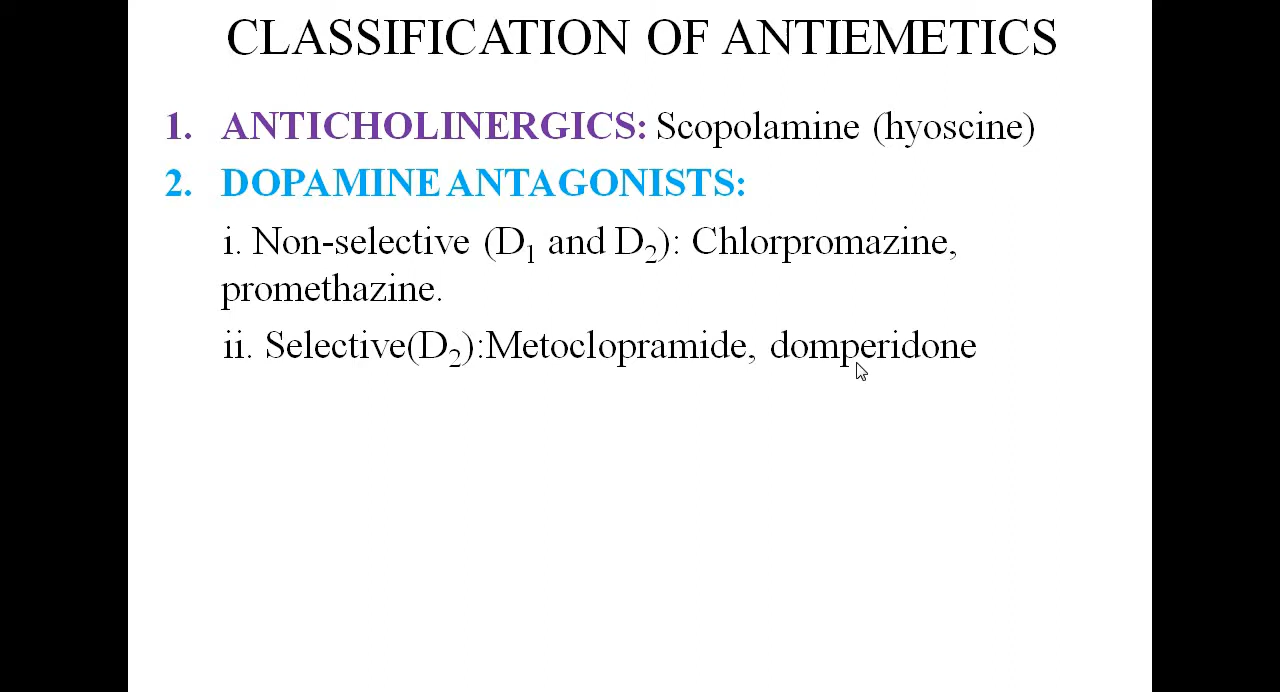 CLASSIFICATION OF ANTIEMETICS
1. ANTICHOLINERGICS: Scopolamine (hyoscine)
2. DOPAMINE ANTAGONISTS:
i. Non-selective (D₁ and D₂): Chlorpromazine,
promethazine.
ii. Selective(D₂):Metoclopramide, domperidone